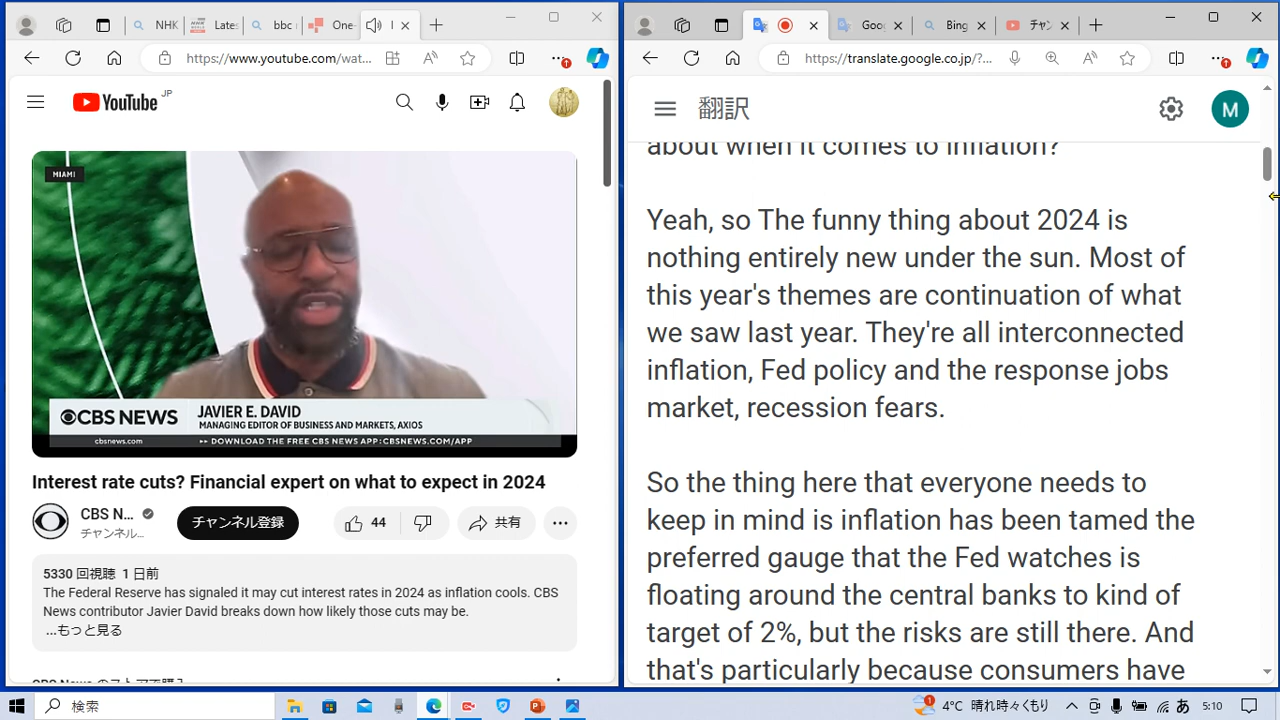 NHK
Lates
bbc
One-
https://www.youtube.com/wat...
YouTube JP
MIAMI
CBS NEWS
JAVIER E. DAVID
MANAGING EDITOR OF BUSINESS AND MARKETS, AXIOS
cbsnews.com
DOWNLOAD THE FREE CBS NEWS APP:CBSNEWS.COM/APP
Interest rate cuts? Financial expert on what to expect in 2024
CBS N...
チャンネル...
チャンネル登録
44
共有
5330 回視聴 1 日前
The Federal Reserve has signaled it may cut interest rates in 2024 as inflation cools. CBS
News contributor Javier David breaks down how likely those cuts may be.
...もっと見る
Goo
Bing
チャン
https://translate.google.co.jp/?...
翻訳
M
about when it comes to inflation?
Yeah, so The funny thing about 2024 is
nothing entirely new under the sun. Most of
this year's themes are continuation of what
we saw last year. They're all interconnected
inflation, Fed policy and the response jobs
market, recession fears.
So the thing here that everyone needs to
keep in mind is inflation has been tamed the
preferred gauge that the Fed watches is
floating around the central banks to kind of
target of 2%, but the risks are still there. And
that's particularly because consumers have
検索
1
4°C 晴れ時々くもり
あ
5:10